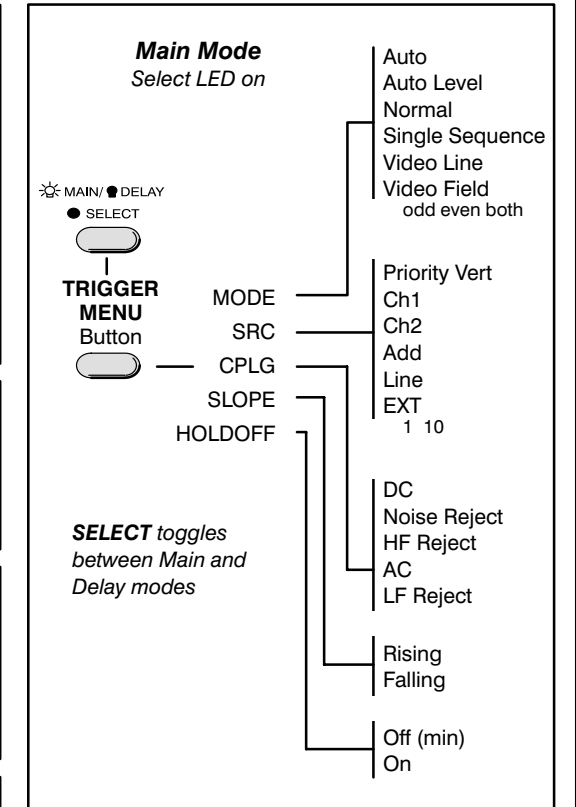 Main Mode
Select LED on
MAIN/ DELAY
SELECT
TRIGGER
MENU
Button
MODE
SRC
CPLG
SLOPE
HOLDOFF
SELECT toggles
between Main and
Delay modes
Auto
Auto Level
Normal
Single Sequence
Video Line
Video Field
odd even both
Priority Vert
Ch1
Ch2
Add
Line
EXT
1 10
DC
Noise Reject
HF Reject
AC
LF Reject
Rising
Falling
Off (min)
On